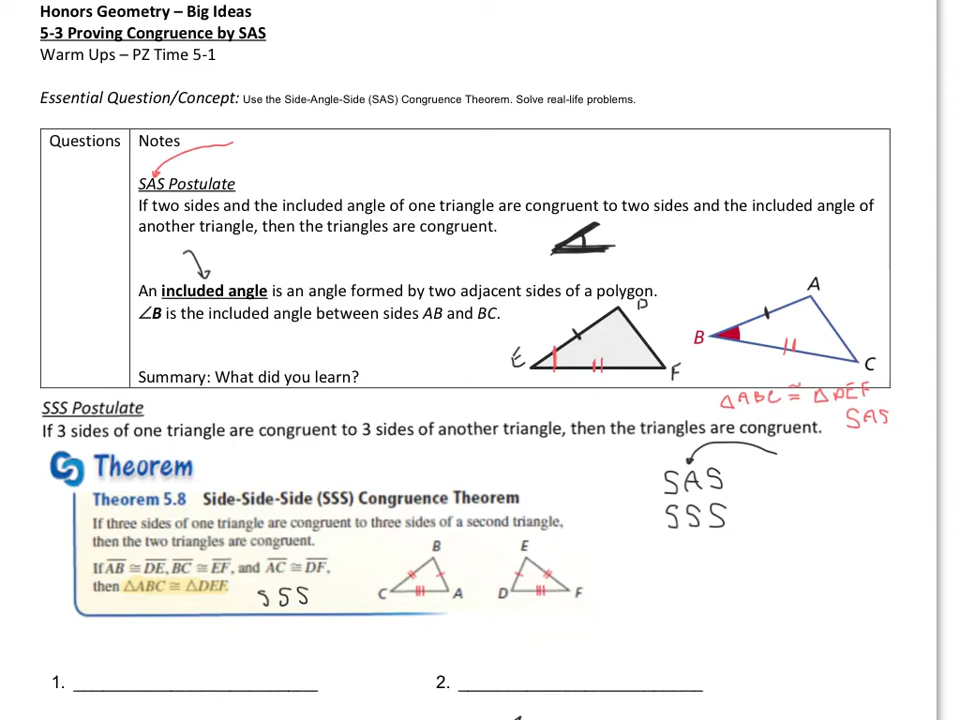 Honors Geometry – Big Ideas
5-3 Proving Congruence by SAS
Warm Ups – PZ Time 5-1
Essential Question/Concept: Use the Side-Angle-Side (SAS) Congruence Theorem. Solve real-life problems.
Questions
Notes
SAS Postulate
If two sides and the included angle of one triangle are congruent to two sides and the included angle of
another triangle, then the triangles are congruent.
An included angle is an angle formed by two adjacent sides of a polygon.
∠B is the included angle between sides AB and BC.
D
E
F
A
B
C
Summary: What did you learn?
△ABC ≅ △DEF
SAS
SSS Postulate
If 3 sides of one triangle are congruent to 3 sides of another triangle, then the triangles are congruent.
SAS
SSS
Theorem
Theorem 5.8 Side-Side-Side (SSS) Congruence Theorem
If three sides of one triangle are congruent to three sides of a second triangle,
then the two triangles are congruent.
If A̅B̅ ≅ D̅E̅, B̅C̅ ≅ E̅F̅, and A̅C̅ ≅ D̅F̅,
then △ABC ≅ △DEF.
SSS
B
C
A
E
D
F
1. ________________________
2. ________________________